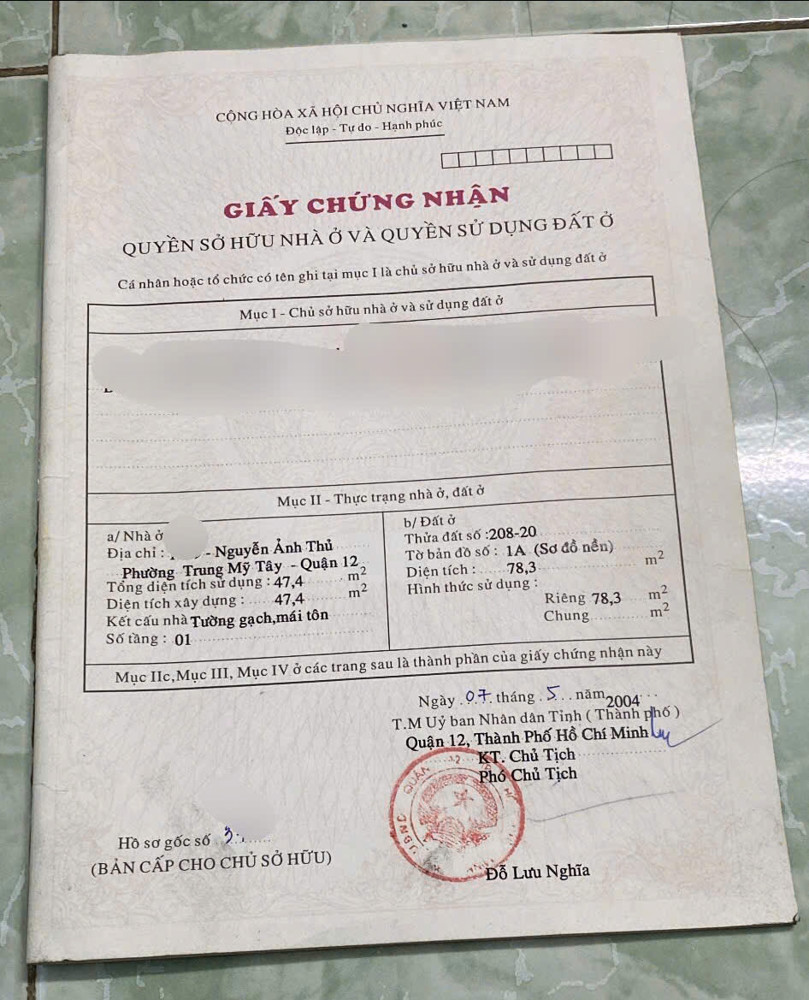 CỘNG HÒA XÃ HỘI CHỦ NGHĨA VIỆT NAM
Độc lập - Tự do - Hạnh phúc
GIẤY CHỨNG NHẬN
QUYỀN SỞ HỮU NHÀ Ở VÀ QUYỀN SỬ DỤNG ĐẤT Ở
Cá nhân hoặc tổ chức có tên ghi tại mục I là chủ sở hữu nhà ở và sử dụng đất ở
Mục I - Chủ sở hữu nhà ở và sử dụng đất ở
Mục II - Thực trạng nhà ở, đất ở
a/ Nhà ở
Địa chỉ : - Nguyễn Ảnh Thủ
Phường Trung Mỹ Tây - Quận 12
Tổng diện tích sử dụng : 47,4 m2
Diện tích xây dựng : 47,4 m2
Kết cấu nhà Tường gạch,mái tôn
Số tầng : 01
b/ Đất ở
Thửa đất số :208-20
Tờ bản đồ số : 1A (Sơ đồ nền)
Diện tích : 78,3 m2
Hình thức sử dụng :
Riêng 78,3 m2
Chung m2
Mục IIc,Mục III, Mục IV ở các trang sau là thành phần của giấy chứng nhận này
Ngày 07 tháng 5 năm 2004
T.M Uỷ ban Nhân dân Tỉnh ( Thành phố )
Quận 12, Thành Phố Hồ Chí Minh
KT. Chủ Tịch
Phó Chủ Tịch
Đỗ Lưu Nghĩa
Hồ sơ gốc số 3
(BẢN CẤP CHO CHỦ SỞ HỮU)